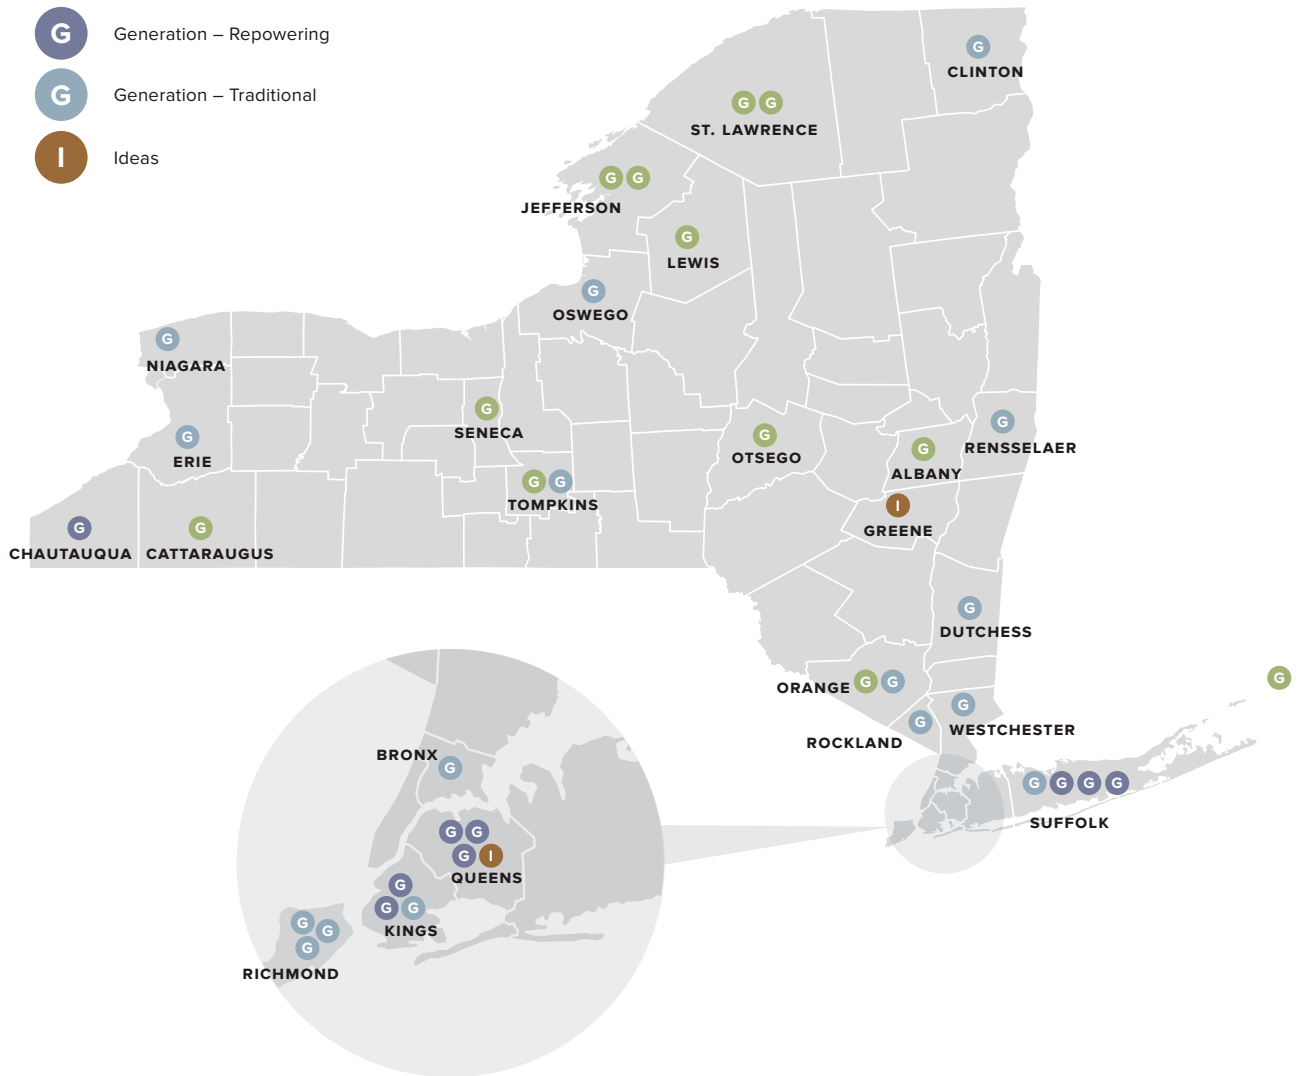 G Generation – Repowering
G Generation – Traditional
I Ideas
G
CLINTON
G G
ST. LAWRENCE
G G
JEFFERSON
G
LEWIS
G
OSWEGO
G
NIAGARA
G
SENECA
G
ERIE
G
OTSEGO
G
ALBANY
G
RENSSELAER
G G
TOMPKINS
I
GREENE
G
CHAUTAUQUA
G
CATTARAUGUS
G
DUTCHESS
ORANGE G G
G
G
WESTCHESTER
G
ROCKLAND
G G G G
SUFFOLK
BRONX
G
G G
G I
QUEENS
G
G G
KINGS
G G
G
RICHMOND